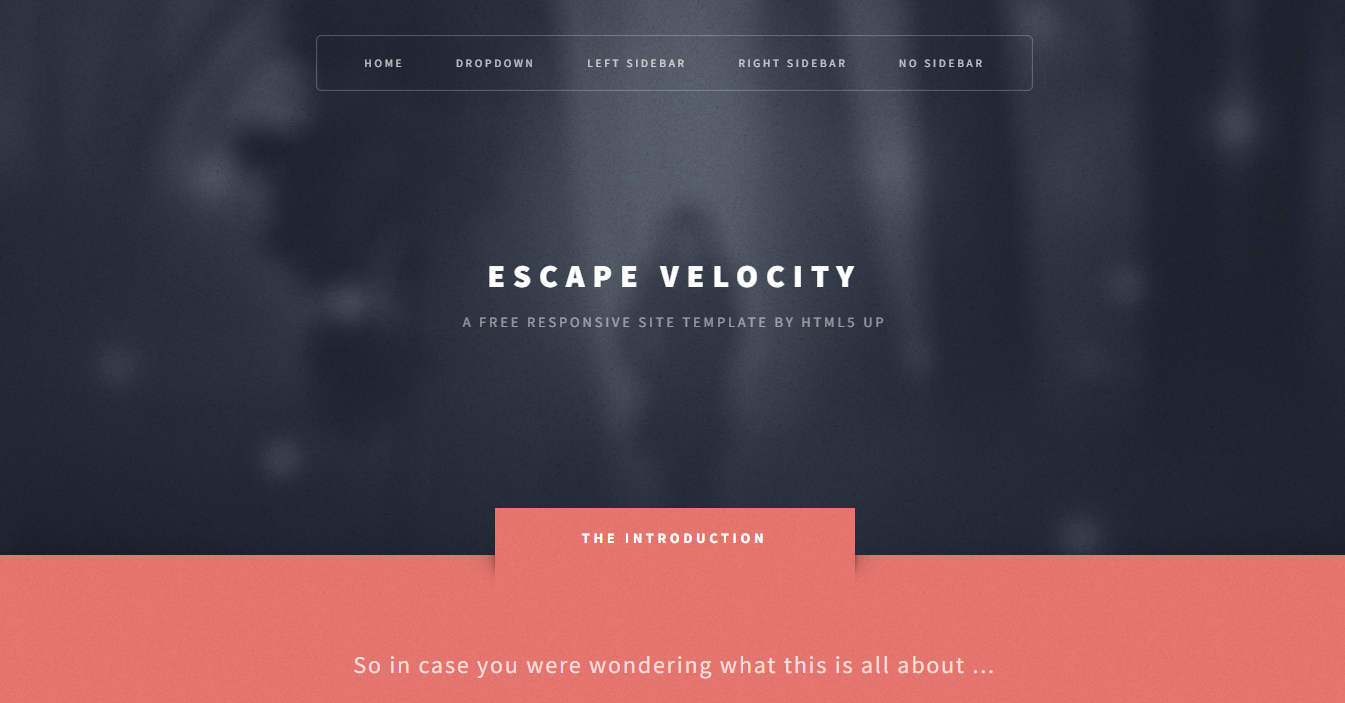 HOME DROPDOWN LEFT SIDEBAR RIGHT SIDEBAR NO SIDEBAR
ESCAPE VELOCITY
A FREE RESPONSIVE SITE TEMPLATE BY HTML5 UP
THE INTRODUCTION
So in case you were wondering what this is all about ...